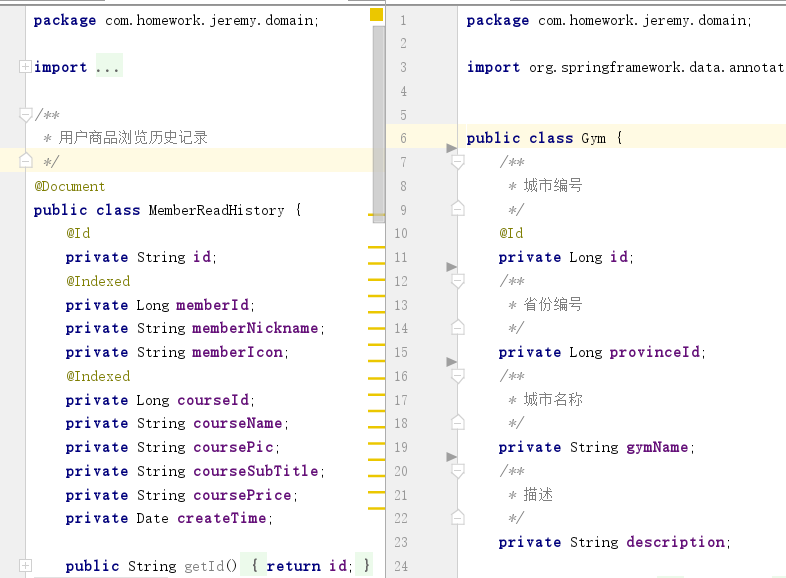 package com.homework.jeremy.domain;
import ...
/**
* 用户商品浏览历史记录
*/
@Document
public class MemberReadHistory {
@Id
private String id;
@Indexed
private Long memberId;
private String memberNickname;
private String memberIcon;
@Indexed
private Long courseId;
private String courseName;
private String coursePic;
private String courseSubTitle;
private String coursePrice;
private Date createTime;
public String getId() { return id; }
1 package com.homework.jeremy.domain;
2
3 import org.springframework.data.annotat
4
5
6 public class Gym {
7 /**
8 * 城市编号
9 */
10 @Id
11 private Long id;
12 /**
13 * 省份编号
14 */
15 private Long provinceId;
16 /**
17 * 城市名称
18 */
19 private String gymName;
20 /**
21 * 描述
22 */
23 private String description;
24